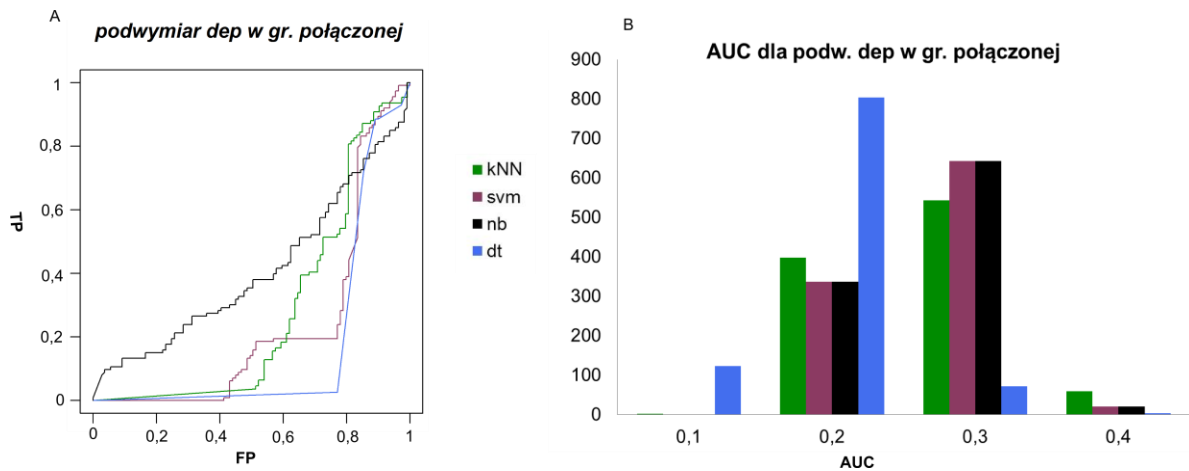 A
podwymiar dep w gr. połączonej
1
0,8
0,6
0,4
0,2
0
TP
0
0,2
0,4
0,6
0,8
1
FP
kNN
svm
nb
dt
B
AUC dla podw. dep w gr. połączonej
900
800
700
600
500
400
300
200
100
0
0,1
0,2
0,3
0,4
AUC